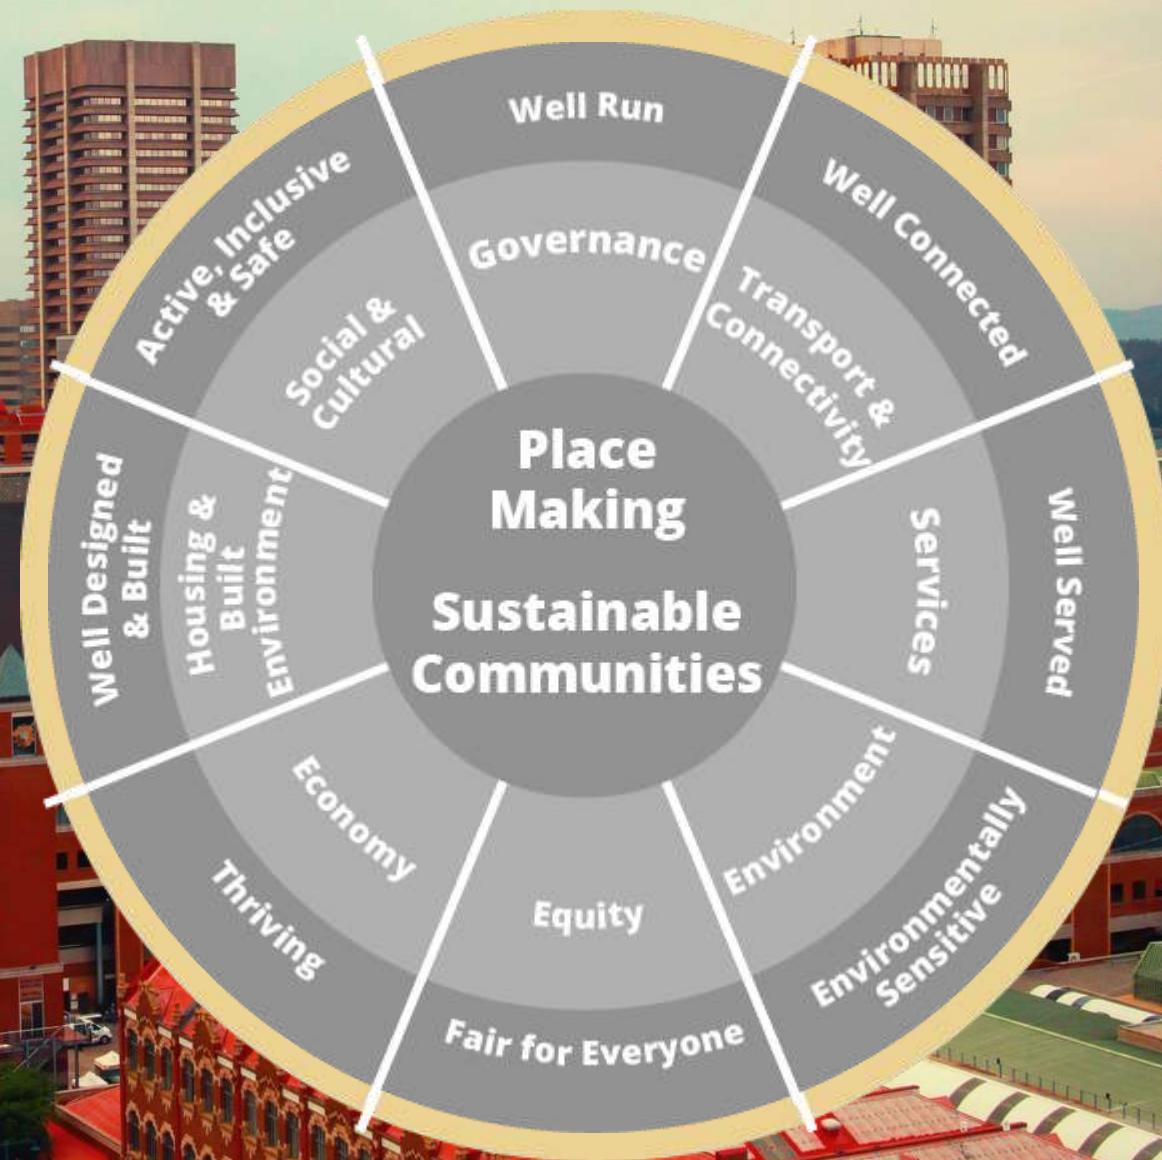 Place
Making
Sustainable
Communities
Well Run
Governance
Well Connected
Transport &
Connectivity
Well Served
Services
Environmentally
Sensitive
Environment
Fair for Everyone
Equity
Thriving
Economy
Well Designed
& Built
Housing &
Built
Environment
Active, Inclusive
& Safe
Social &
Cultural